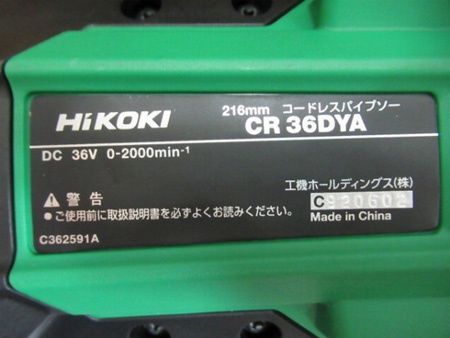 HiKOKI
216mm コードレスパイプソー
CR 36DYA
DC 36V 0-2000min⁻¹
警告
●ご使用前に取扱説明書を必ずよくお読みください。
C362591A
工機ホールディングス(株)
Made in China